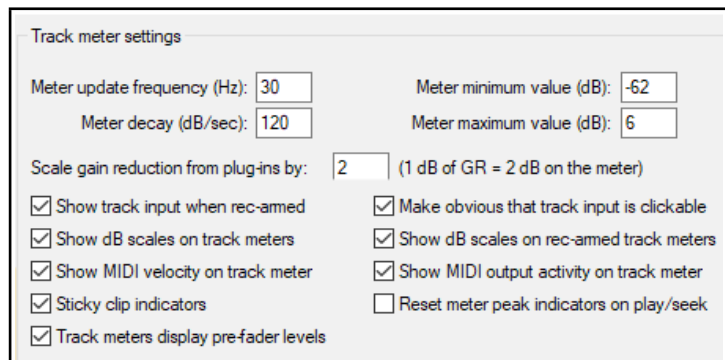 Track meter settings
Meter update frequency (Hz): 30 Meter minimum value (dB): -62
Meter decay (dB/sec): 120 Meter maximum value (dB): 6
Scale gain reduction from plug-ins by: 2 (1 dB of GR = 2 dB on the meter)
Show track input when rec-armed Make obvious that track input is clickable
Show dB scales on track meters Show dB scales on rec-armed track meters
Show MIDI velocity on track meter Show MIDI output activity on track meter
Sticky clip indicators Reset meter peak indicators on play/seek
Track meters display pre-fader levels